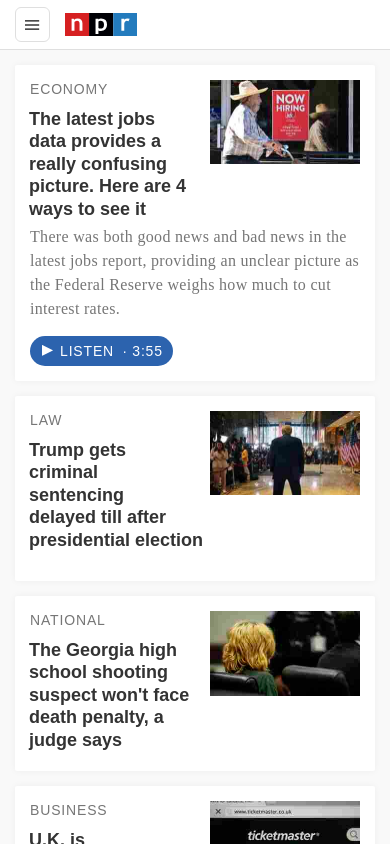 npr
ECONOMY
The latest jobs
data provides a
really confusing
picture. Here are 4
ways to see it
NOW
HIRING
There was both good news and bad news in the
latest jobs report, providing an unclear picture as
the Federal Reserve weighs how much to cut
interest rates.
LISTEN · 3:55
LAW
Trump gets
criminal
sentencing
delayed till after
presidential election
NATIONAL
The Georgia high
school shooting
suspect won't face
death penalty, a
judge says
BUSINESS
U.K. is
www.ticketmaster.co.uk
ticketmaster®